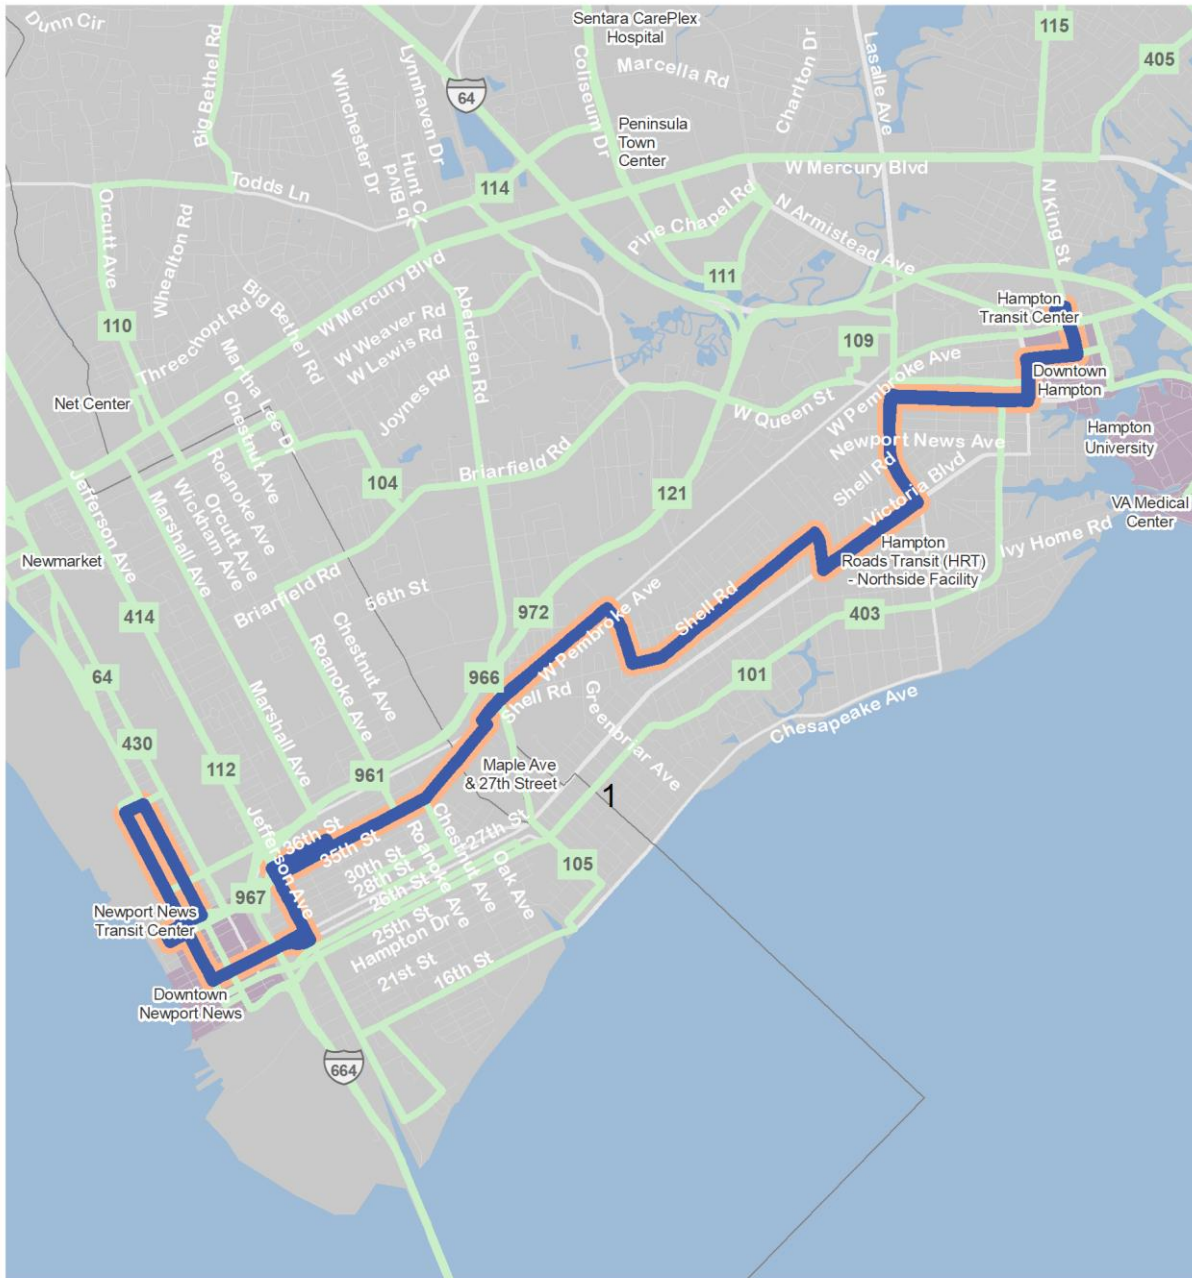 Dunn Cir
Big Bethel Rd
Sentara CarePlex
Hospital
115
405
Lynnhaven Dr
64
Coliseum Dr
Marcella Rd
Charlton Dr
Lasalle Ave
Winchester Dr
Peninsula
Town
Center
W Mercury Blvd
Todds Ln
114
Orcutt Ave
Whealton Rd
Pine Chapel Rd
N Armistead Ave
N King St
111
Hampton
Transit Center
110
Threechopt Rd
Big Bethel Rd
W Mercury Blvd
W Weaver Rd
W Lewis Rd
Aberdeen Rd
109
Martha Lee Dr
Joynes Rd
W Pembroke Ave
Downtown
Hampton
Net Center
Chestnut Ave
W Queen St
Newport News Ave
Hampton
University
Briarfield Rd
Shell Rd
Victoria Blvd
104
121
Roanoke Ave
Orcutt Ave
Wickham Ave
Marshall Ave
Jefferson Ave
VA Medical
Center
Hampton
Roads Transit (HRT)
- Northside Facility
Ivy Home Rd
Newmarket
Briarfield Rd
56th St
414
972
403
Shell Rd
W Pembroke Ave
Chestnut Ave
Roanoke Ave
64
966
101
Shell Rd
Greenbriar Ave
Chesapeake Ave
Marshall Ave
430
112
961
Maple Ave
& 27th Street
1
Jefferson Ave
36th St
35th St
27th St
Chestnut Ave
Roanoke Ave
Oak Ave
30th St
28th St
26th St
105
967
Newport News
Transit Center
25th St
Hampton Dr
21st St
16th St
Downtown
Newport News
664